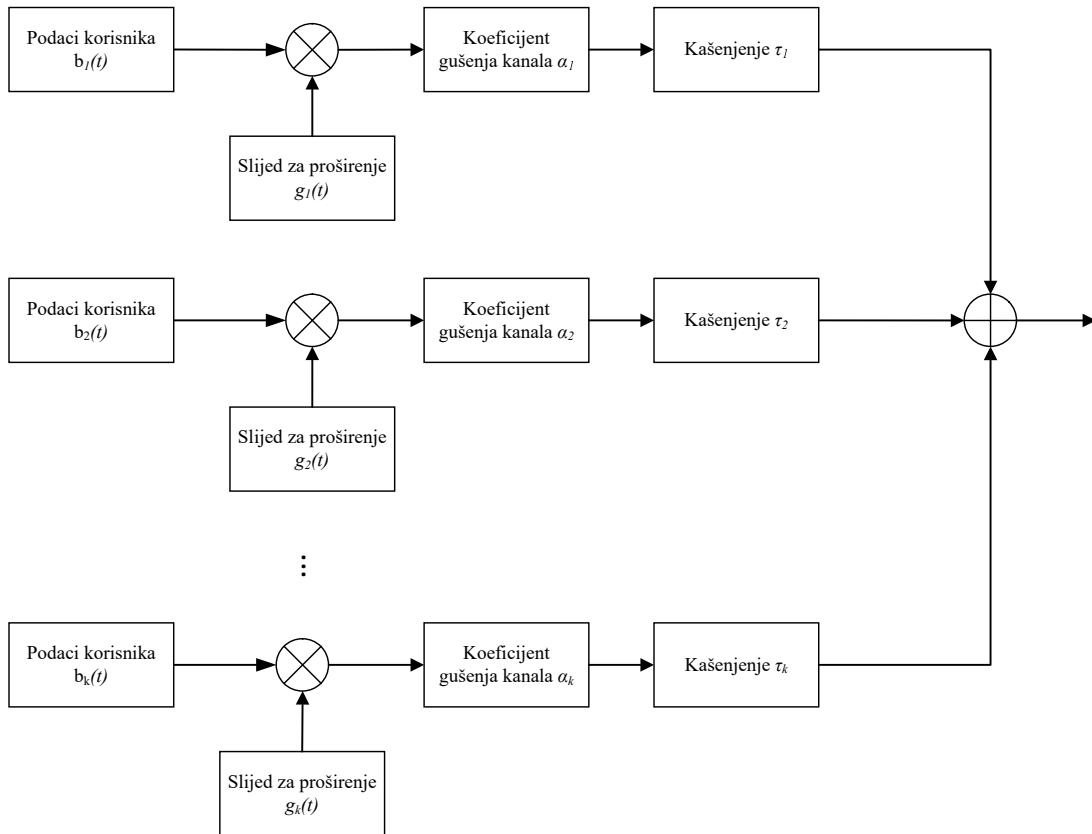 Podaci korisnika
b₁(t)
Koeficijent
gušenja kanala α₁
Kašenjenje τ₁
Slijed za proširenje
g₁(t)
Podaci korisnika
b₂(t)
Koeficijent
gušenja kanala α₂
Kašenjenje τ₂
Slijed za proširenje
g₂(t)
...
Podaci korisnika
bₖ(t)
Koeficijent
gušenja kanala αₖ
Kašenjenje τₖ
Slijed za proširenje
gₖ(t)